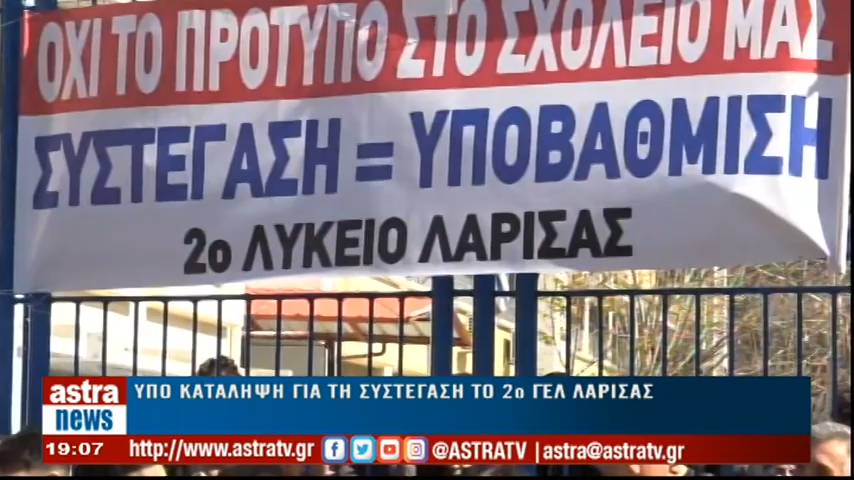 ΟΧΙ ΤΟ ΠΡΟΤΥΠΟ ΣΤΟ ΣΧΟΛΕΙΟ ΜΑΣ
ΣΥΣΤΕΓΑΣΗ = ΥΠΟΒΑΘΜΙΣΗ
2ο ΛΥΚΕΙΟ ΛΑΡΙΣΑΣ
astra
news
ΥΠΟ ΚΑΤΑΛΗΨΗ ΓΙΑ ΤΗ ΣΥΣΤΕΓΑΣΗ ΤΟ 2ο ΓΕΛ ΛΑΡΙΣΑΣ
19:07 http://www.astratv.gr @ASTRATV | astra@astratv.gr